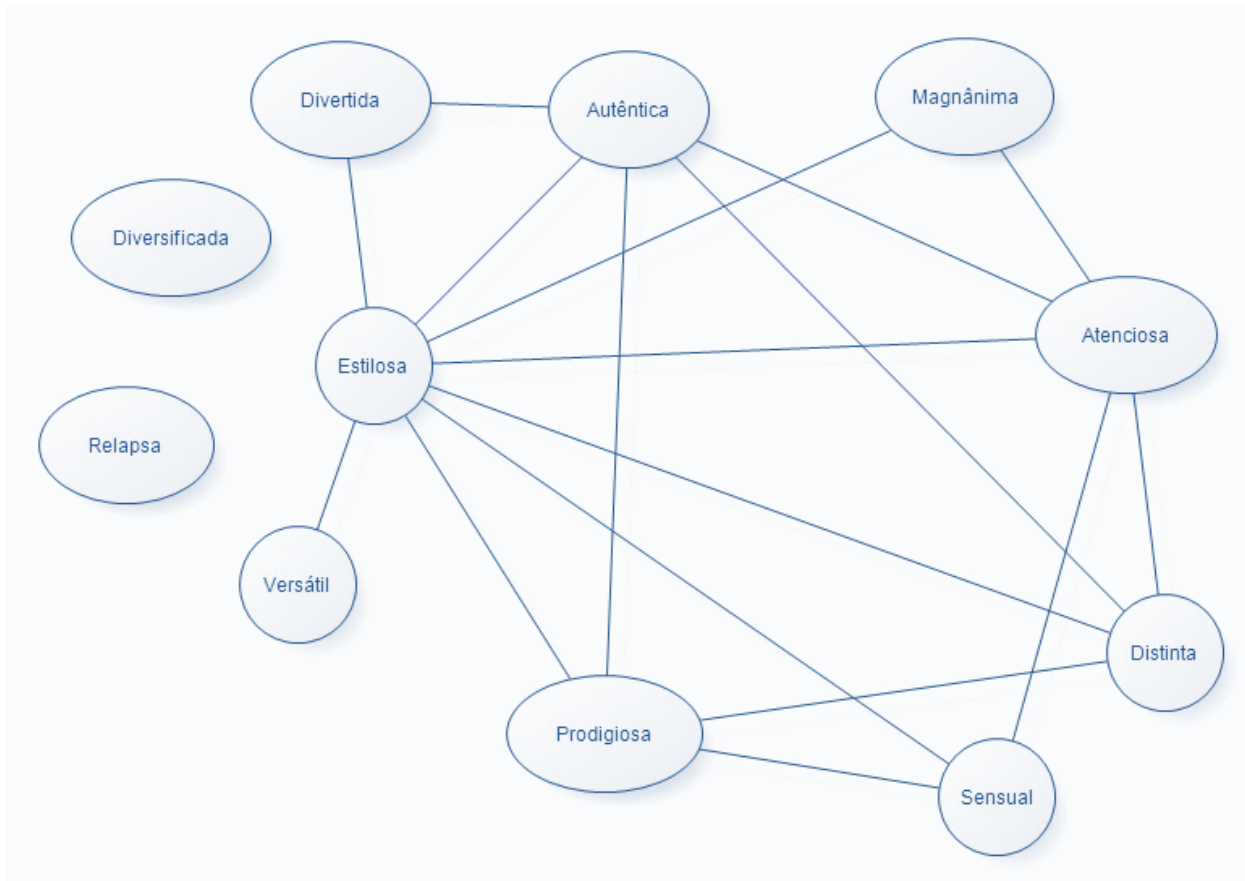 Divertida
Autêntica
Magnânima
Diversificada
Atenciosa
Estilosa
Relapsa
Versátil
Distinta
Prodigiosa
Sensual